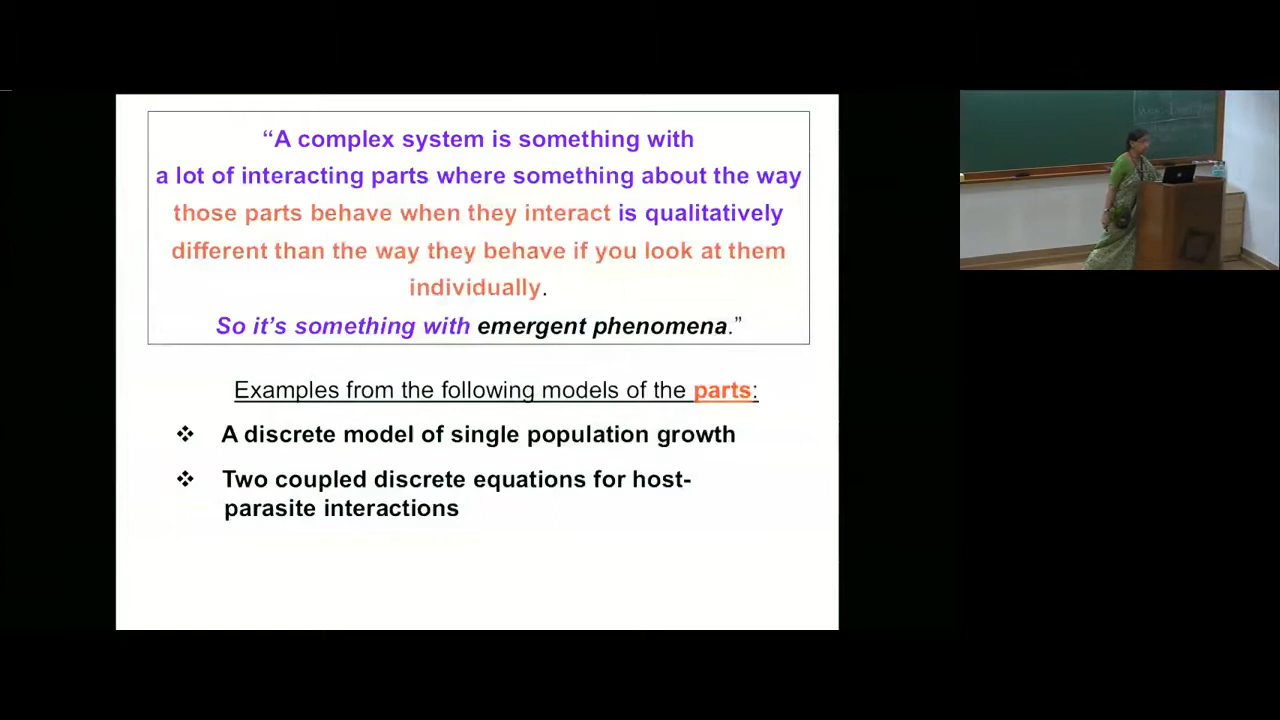 “A complex system is something with
a lot of interacting parts where something about the way
those parts behave when they interact is qualitatively
different than the way they behave if you look at them
individually.
So it’s something with emergent phenomena.”
Examples from the following models of the parts:
❖ A discrete model of single population growth
❖ Two coupled discrete equations for host-
parasite interactions